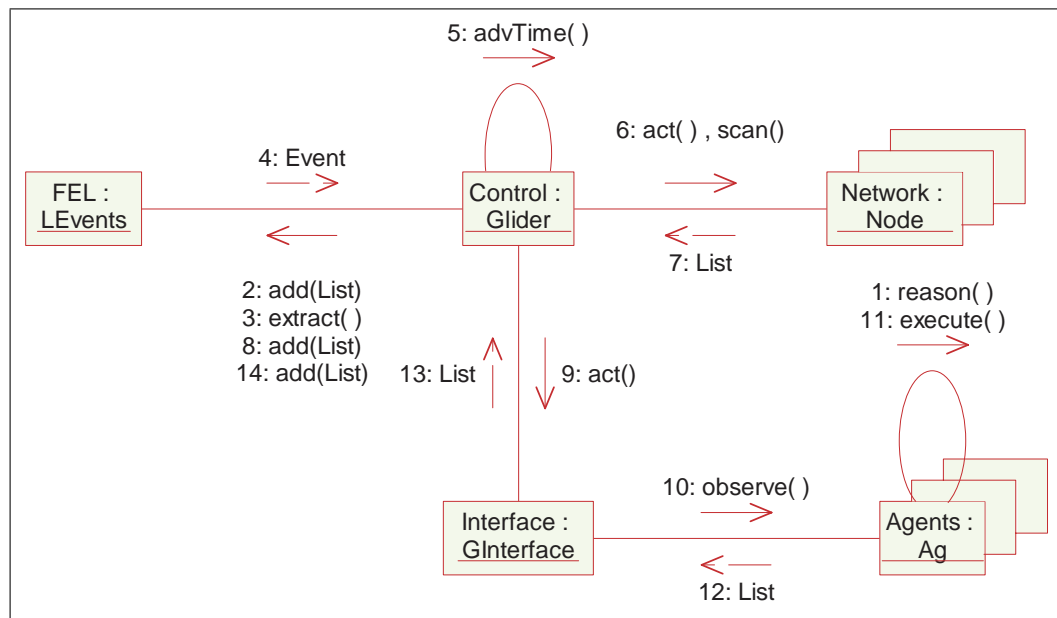 5: advTime( )
6: act( ) , scan()
4: Event
FEL :
LEvents
Control :
Glider
Network :
Node
7: List
2: add(List)
3: extract( )
8: add(List)
14: add(List)
1: reason( )
11: execute( )
13: List
9: act()
10: observe( )
Interface :
GInterface
Agents :
Ag
12: List